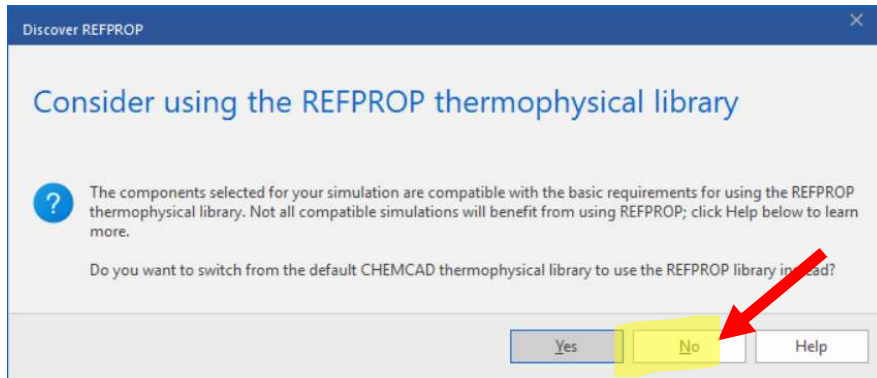 Discover REFPROP
Consider using the REFPROP thermophysical library
The components selected for your simulation are compatible with the basic requirements for using the REFPROP
thermophysical library. Not all compatible simulations will benefit from using REFPROP; click Help below to learn
more.
Do you want to switch from the default CHEMCAD thermophysical library to use the REFPROP library instead?
Yes No Help